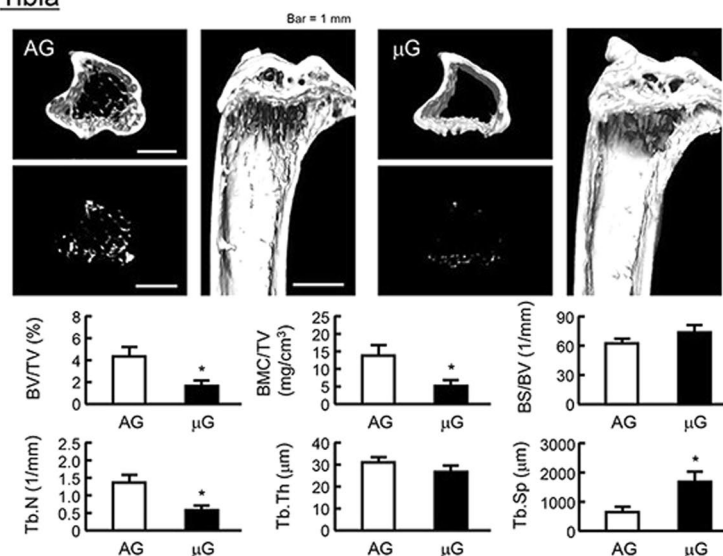 Tibia
Bar = 1 mm
AG
μG
BV/TV (%)
8
6
4
2
0
AG
μG
*
BMC/TV
(mg/cm³)
25
20
15
10
5
0
AG
μG
*
BS/BV (1/mm)
90
60
30
0
AG
μG
Tb.N (1/mm)
2.5
2.0
1.5
1.0
0.5
0
AG
μG
*
Tb.Th (μm)
40
30
20
10
0
AG
μG
Tb.Sp (μm)
3000
2000
1000
0
AG
μG
*